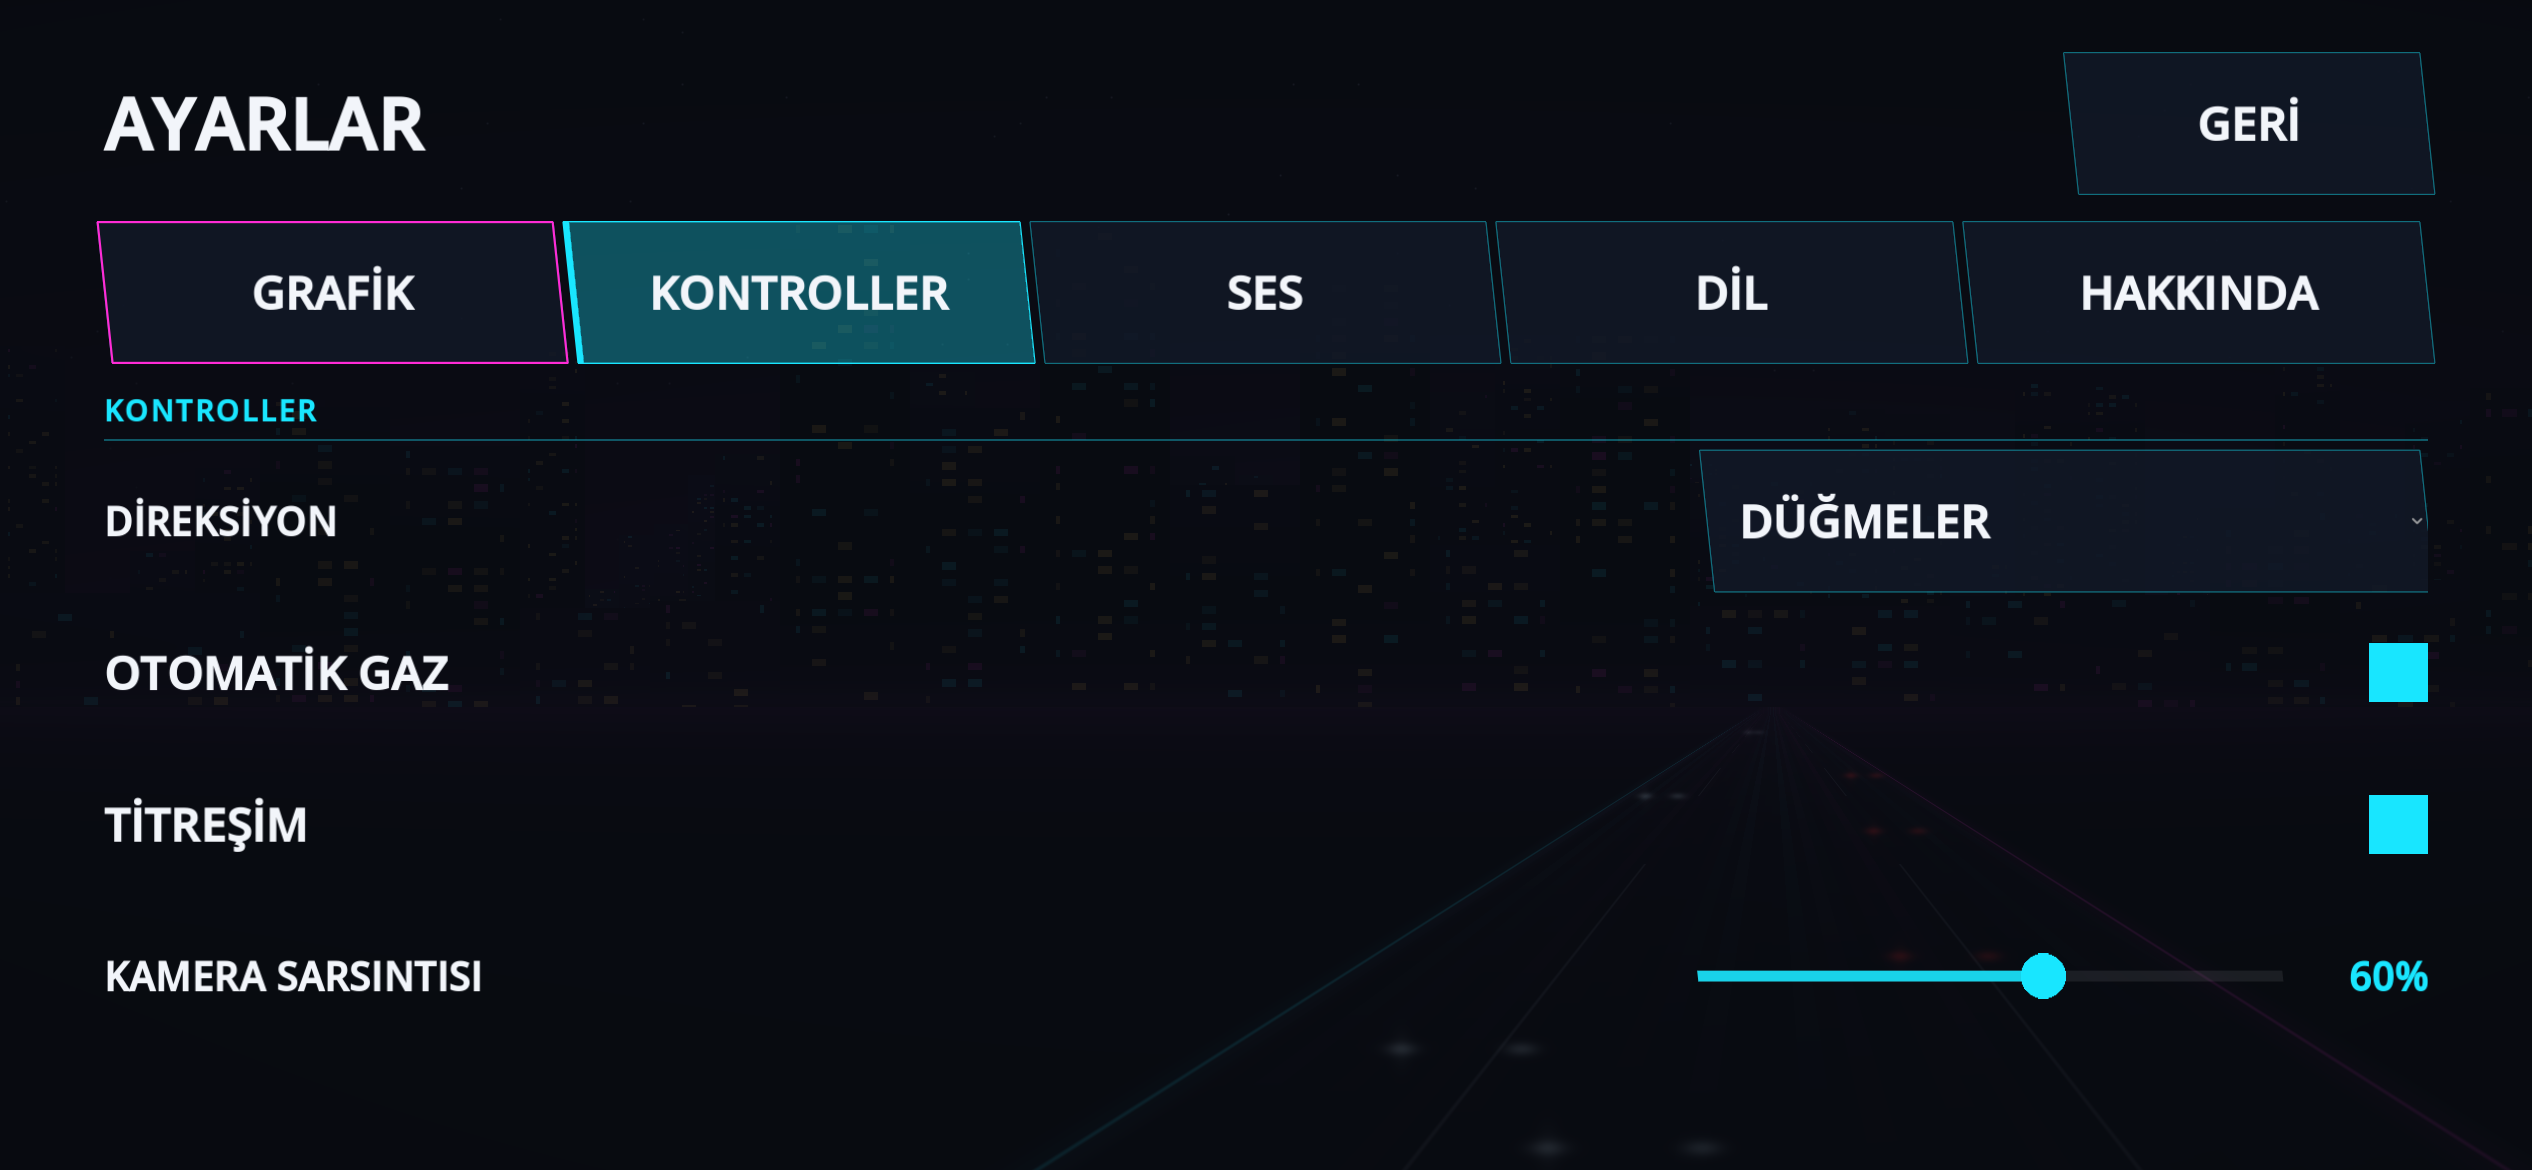 AYARLAR
GERİ
GRAFİK
KONTROLLER
SES
DİL
HAKKINDA
KONTROLLER
DİREKSİYON
DÜĞMELER
OTOMATİK GAZ
TİTREŞİM
KAMERA SARSINTISI
60%